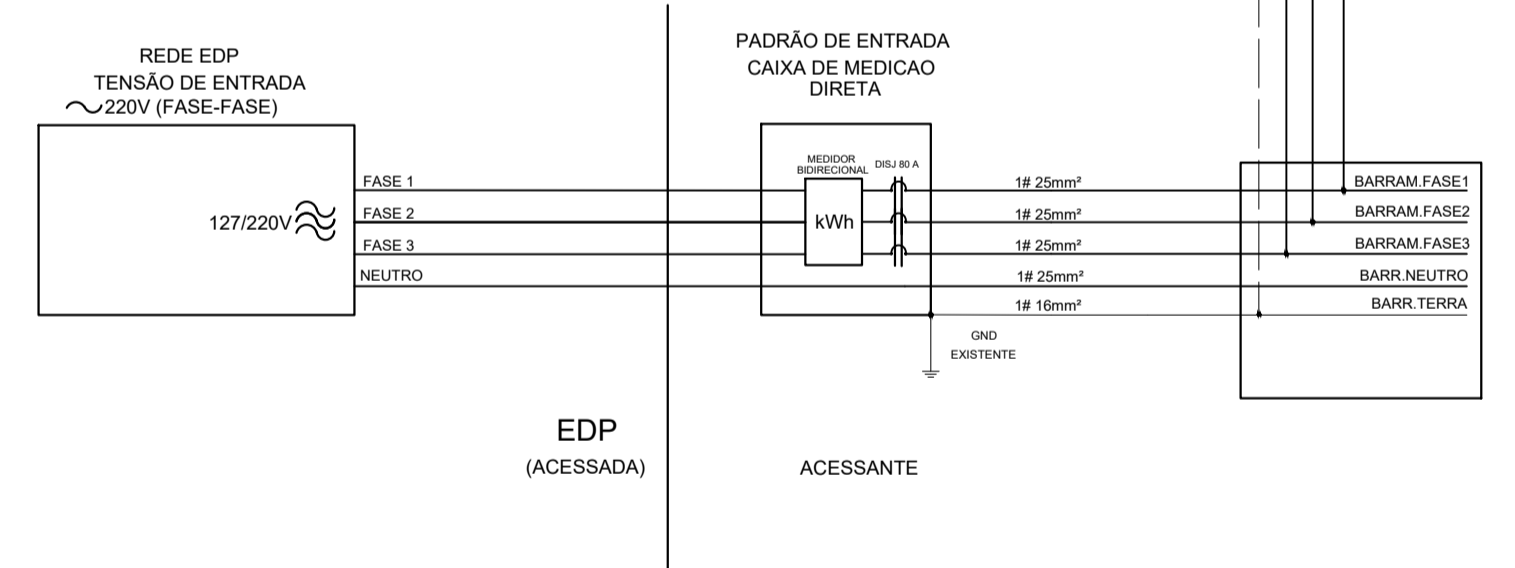 REDE EDP
TENSÃO DE ENTRADA
220V (FASE-FASE)
127/220V
FASE 1
FASE 2
FASE 3
NEUTRO
EDP
(ACESSADA)
PADRÃO DE ENTRADA
CAIXA DE MEDICAO
DIRETA
MEDIDOR
BIDIRECIONAL
DISJ 80 A
kWh
1# 25mm²
1# 25mm²
1# 25mm²
1# 25mm²
1# 16mm²
GND
EXISTENTE
ACESSANTE
BARRAM.FASE1
BARRAM.FASE2
BARRAM.FASE3
BARR.NEUTRO
BARR.TERRA